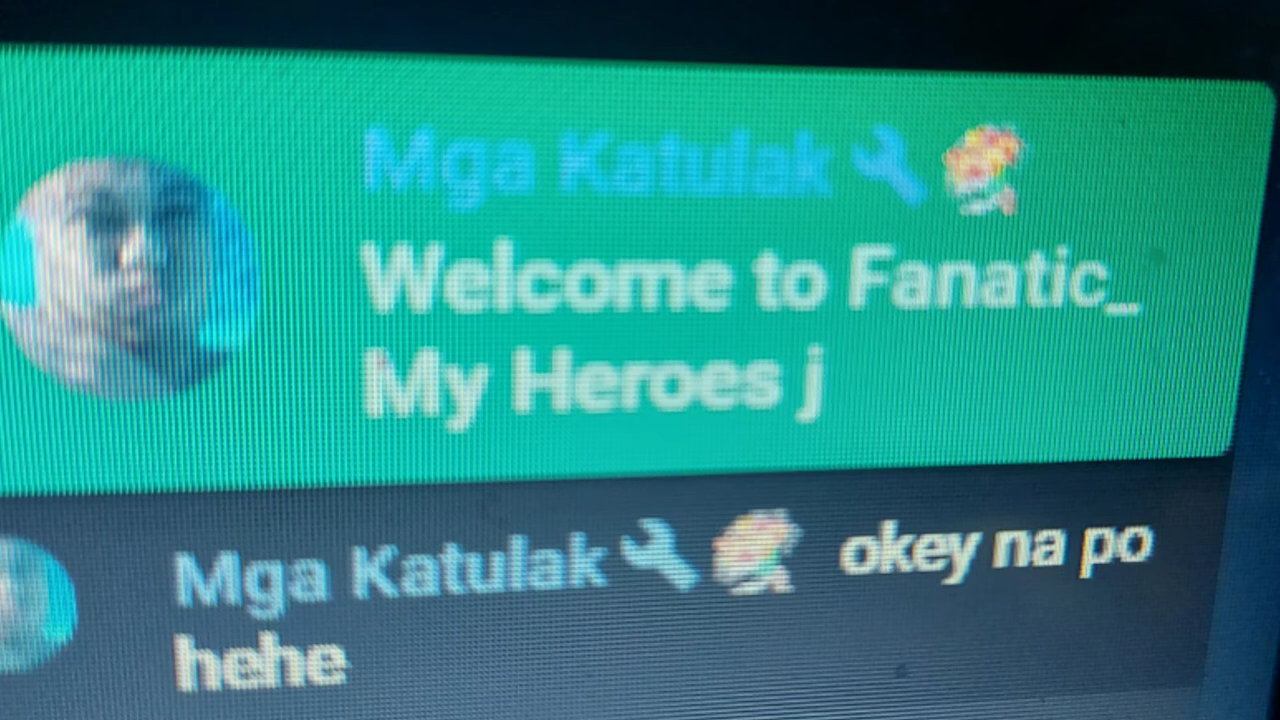 Mga Katulak
Welcome to Fanatic_
My Heroes j
Mga Katulak okey na po
hehe